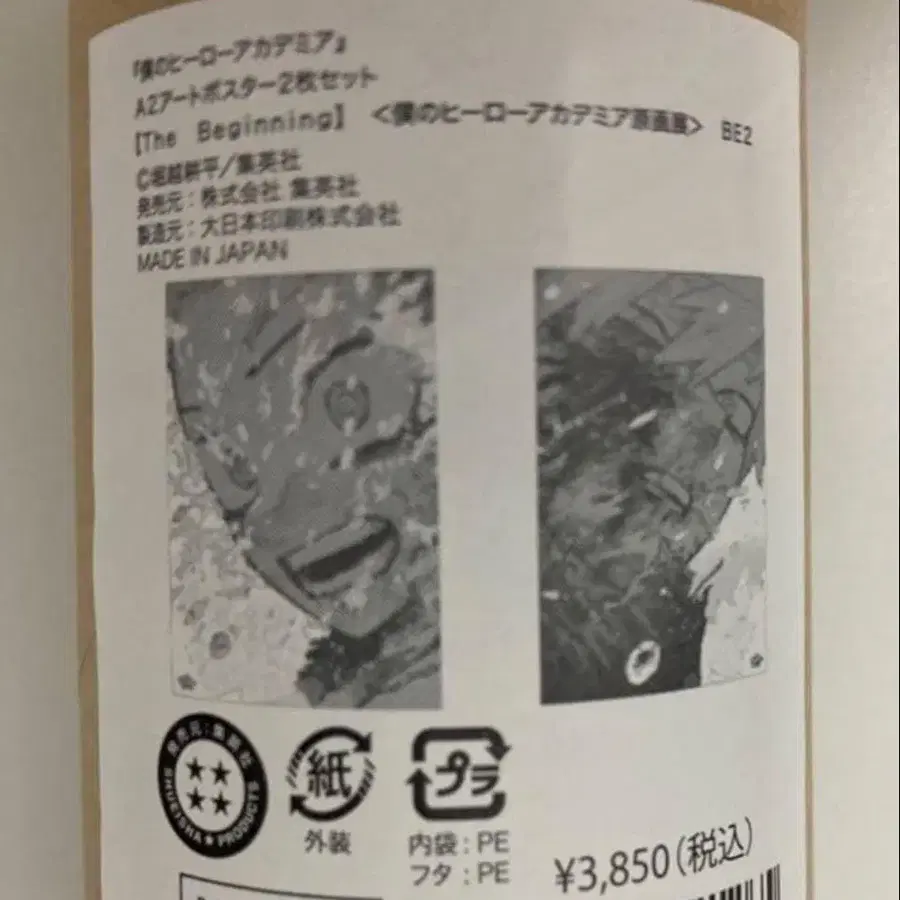 『僕のヒーローアカデミア』
A2アートポスター2枚セット
【The Beginning】 <僕のヒーローアカデミア原画展> BE2
©堀越耕平/集英社
発売元:株式会社 集英社
製造元:大日本印刷株式会社
MADE IN JAPAN
発売元:集英社
SHUEISHA★PRODUCTS
紙
外装
プラ
内袋:PE
フタ:PE
¥3,850(税込)